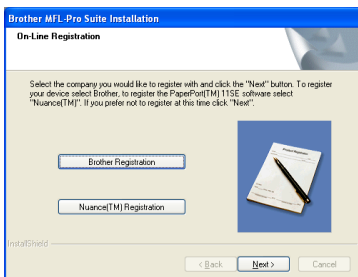 Brother MFL-Pro Suite Installation
On-Line Registration
Select the company you would like to register with and click the "Next" button. To register
your device select Brother, to register the PaperPort(TM) 11SE software select
"Nuance(TM)". If you prefer not to register at this time click "Next".
Product Registration
Brother Registration
Nuance(TM) Registration
InstallShield
< Back
Next >
Cancel